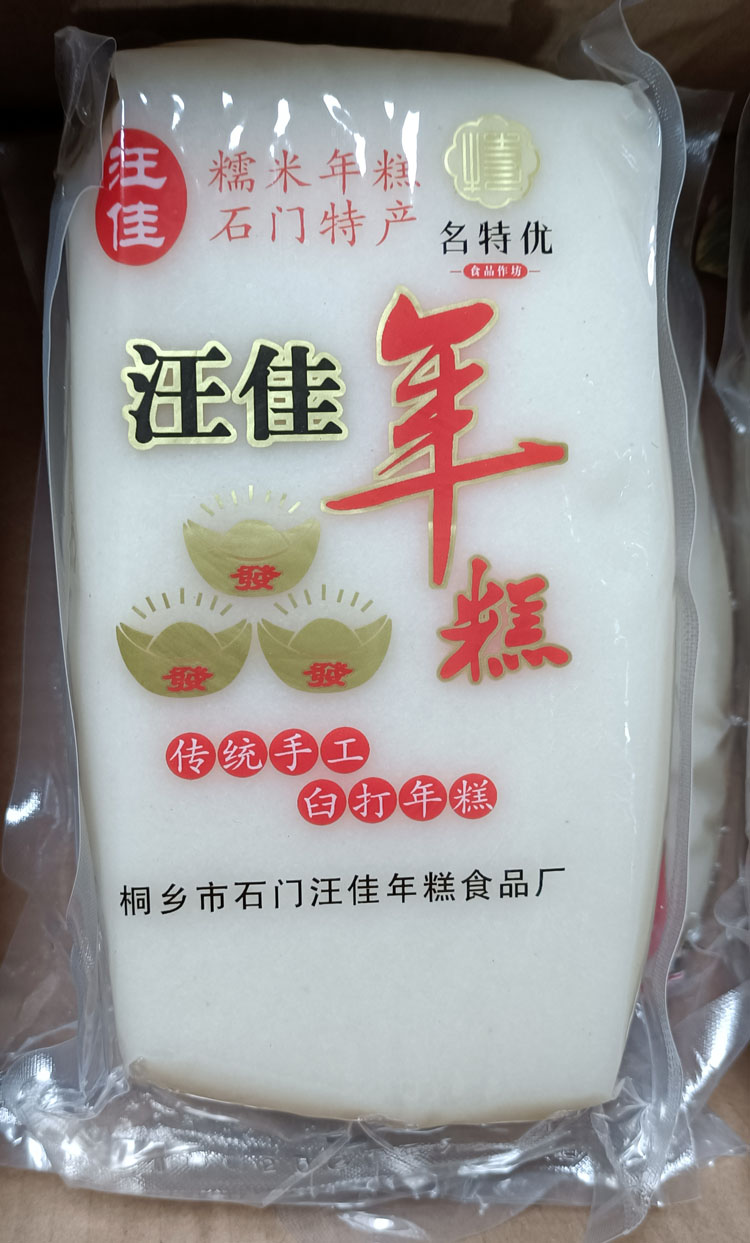 汪佳
糯米年糕
石门特产
名特优
食品作坊
汪佳
年糕
發
發
發
传统手工
臼打年糕
桐乡市石门汪佳年糕食品厂